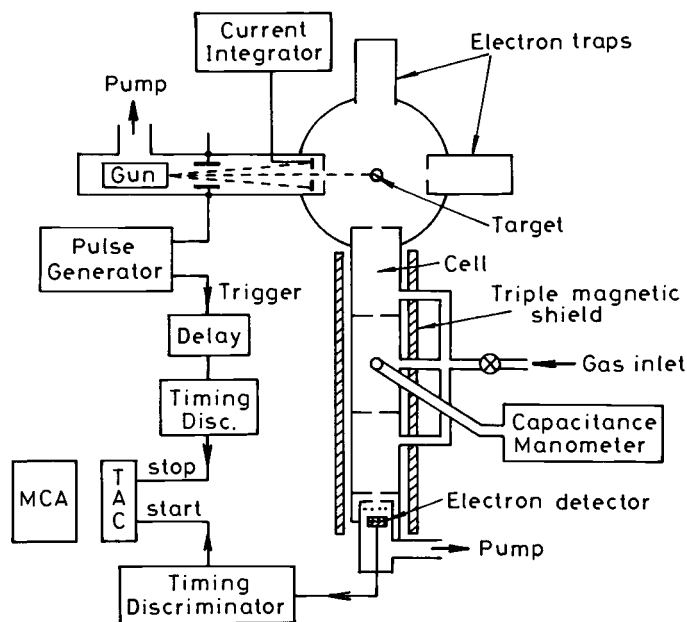 Current
Integrator
Electron traps
Pump
Gun
Target
Pulse
Generator
Cell
Trigger
Triple magnetic
shield
Delay
Gas inlet
Timing
Disc.
Capacitance
Manometer
MCA
TAC
stop
start
Electron detector
Pump
Timing
Discriminator